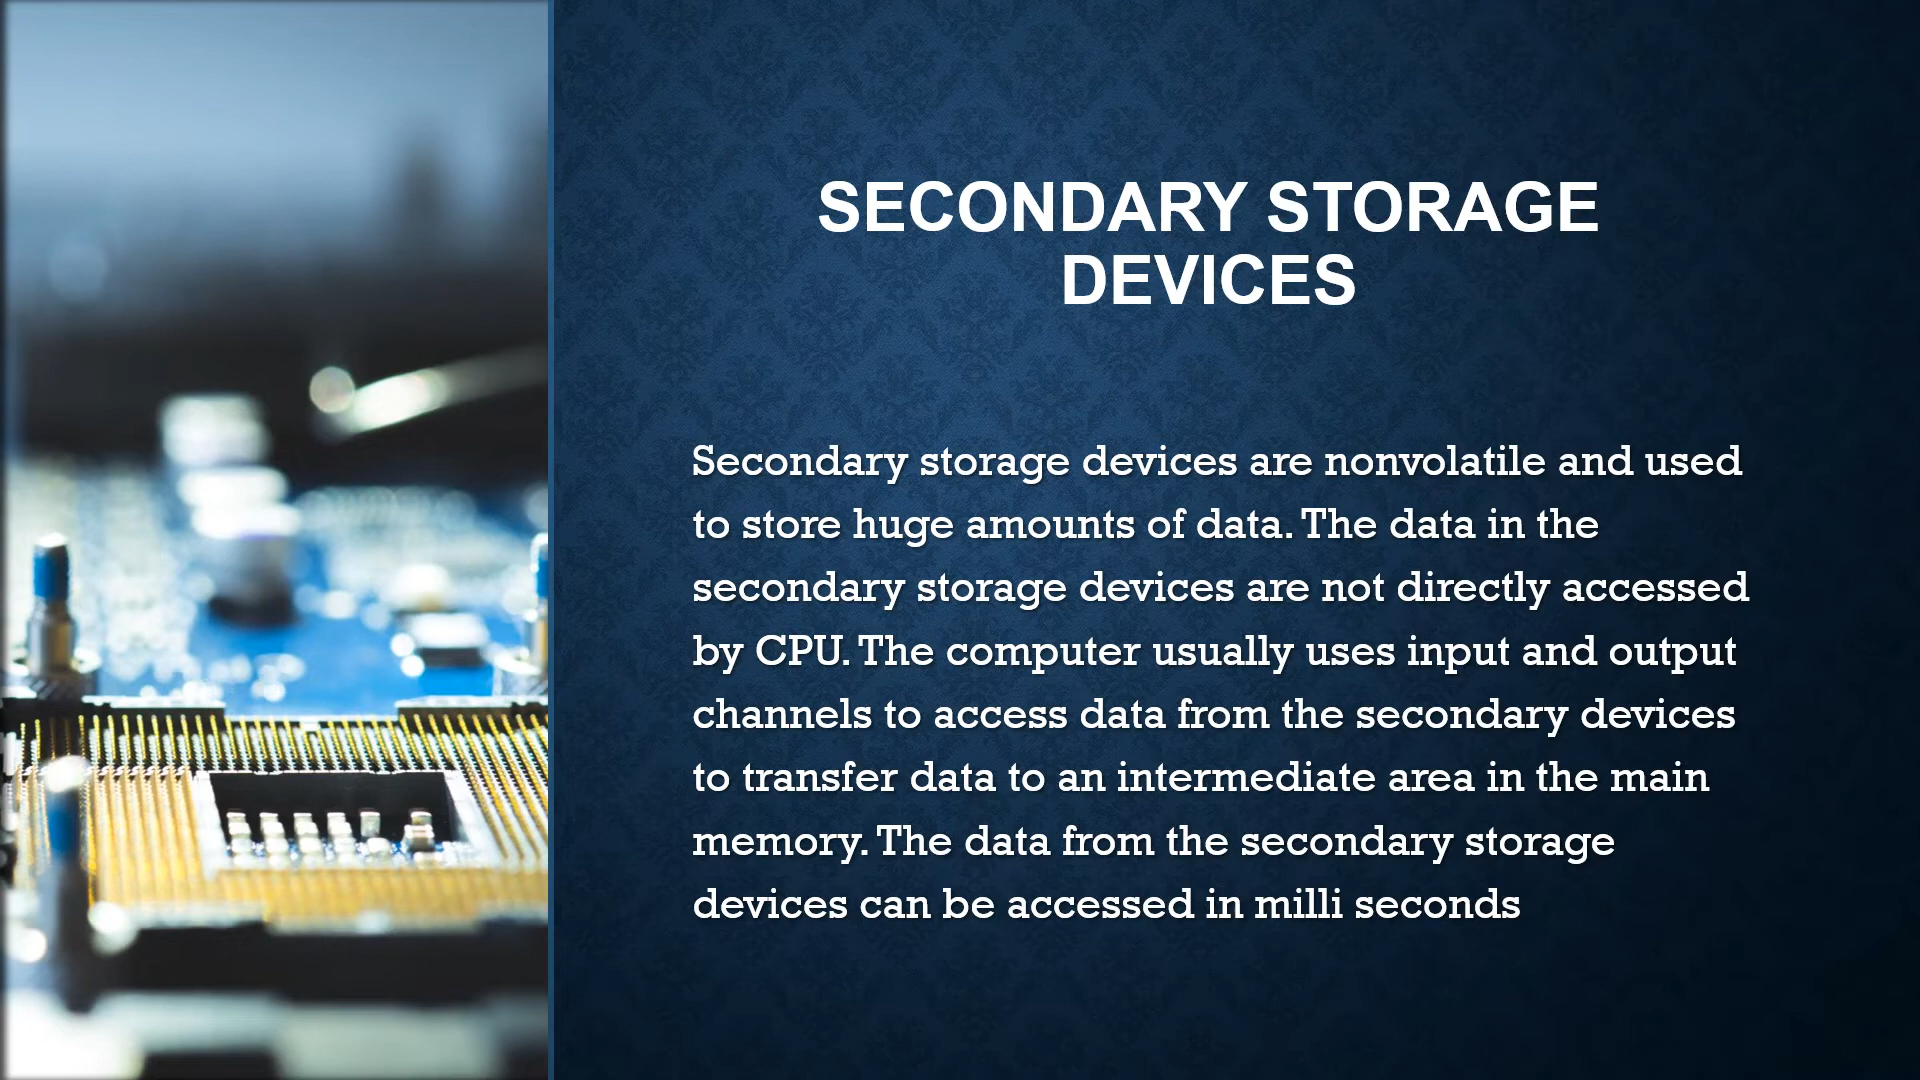 SECONDARY STORAGE
DEVICES
Secondary storage devices are nonvolatile and used
to store huge amounts of data. The data in the
secondary storage devices are not directly accessed
by CPU. The computer usually uses input and output
channels to access data from the secondary devices
to transfer data to an intermediate area in the main
memory. The data from the secondary storage
devices can be accessed in milli seconds